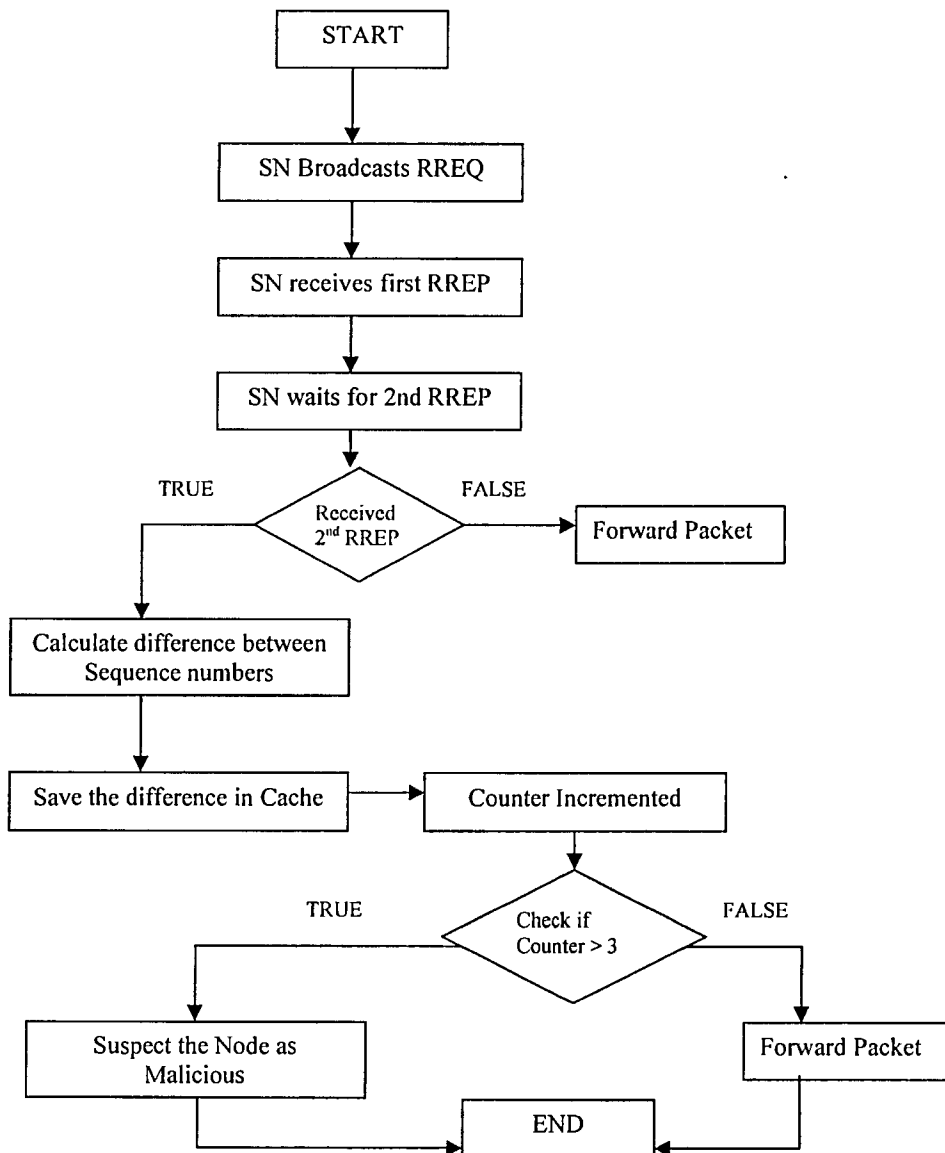 START
SN Broadcasts RREQ
SN receives first RREP
SN waits for 2nd RREP
TRUE
FALSE
Received
2nd RREP
Forward Packet
Calculate difference between
Sequence numbers
Save the difference in Cache
Counter Incremented
TRUE
FALSE
Check if
Counter > 3
Suspect the Node as
Malicious
Forward Packet
END